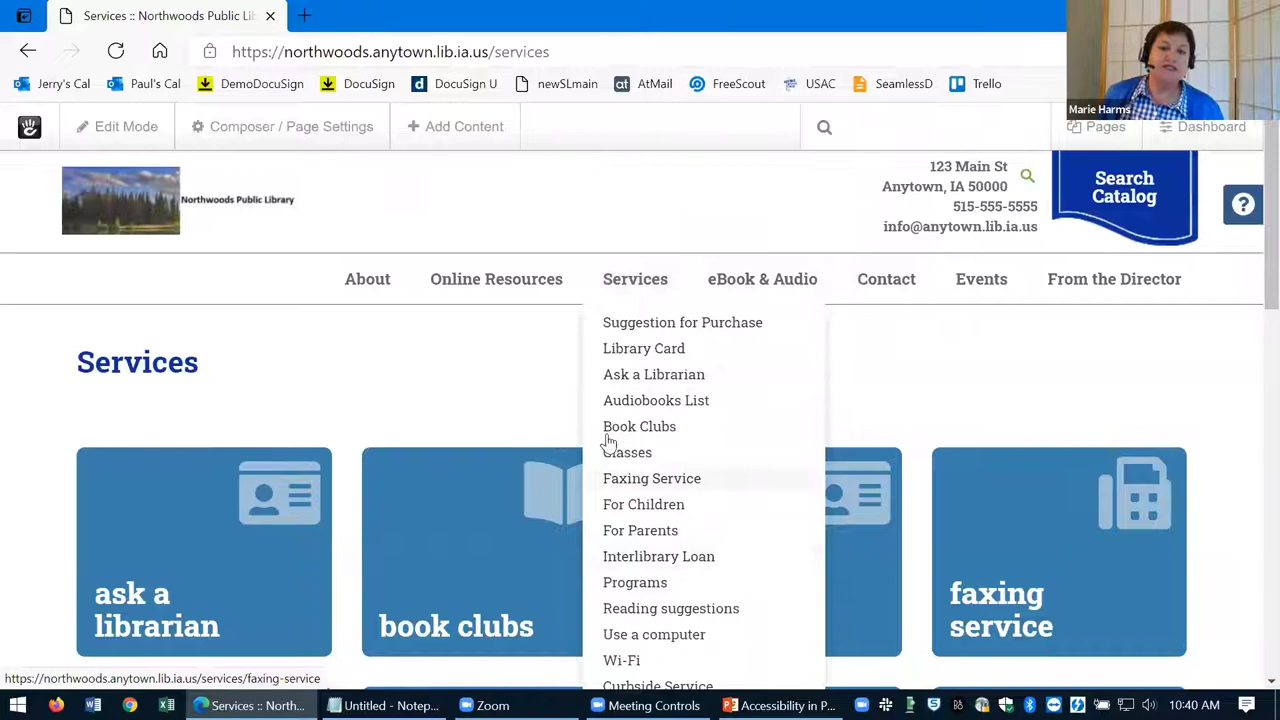 Services :: Northwoods Public Li
https://northwoods.anytown.lib.ia.us/services
Jerry's Cal
Paul's Cal
DemoDocuSign
DocuSign
DocuSign U
newSLmain
AtMail
FreeScout
USAC
SeamlessD
Trello
Marie Harms
Edit Mode
Composer / Page Settings
Add Content
Pages
Dashboard
Northwoods Public Library
123 Main St
Anytown, IA 50000
515-555-5555
info@anytown.lib.ia.us
Search
Catalog
About
Online Resources
Services
eBook & Audio
Contact
Events
From the Director
Suggestion for Purchase
Library Card
Ask a Librarian
Audiobooks List
Book Clubs
Classes
Faxing Service
For Children
For Parents
Interlibrary Loan
Programs
Reading suggestions
Use a computer
Wi-Fi
Curbside Service
Services
ask a
librarian
book clubs
faxing
service
https://northwoods.anytown.lib.ia.us/services/faxing-service
Services :: North...
Untitled - Notep...
Zoom
Meeting Controls
Accessibility in P...
10:40 AM